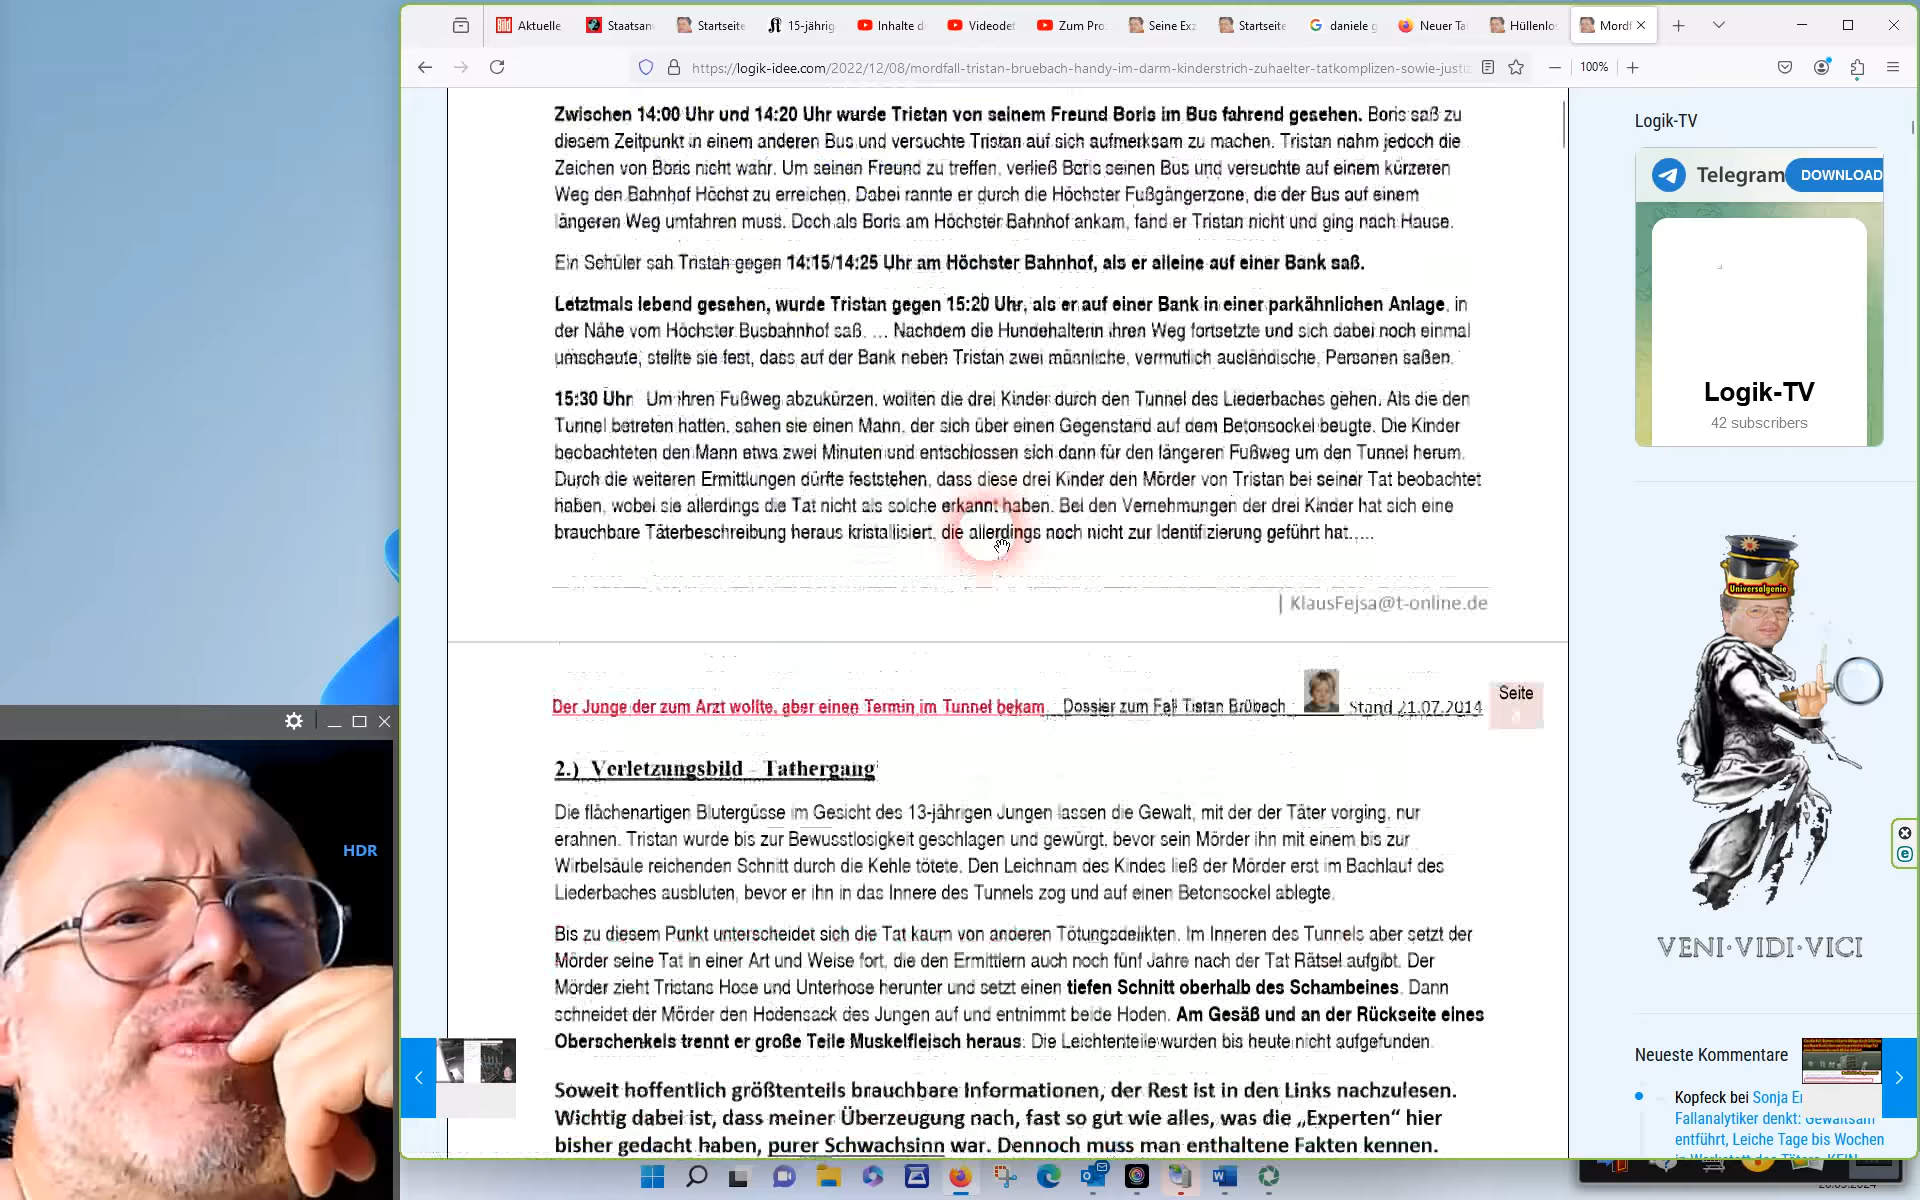 Aktuelle
Staatsan
Startseite
15-jährig
Inhalte d
Videodet
Zum Pro
Seine Exz
Startseite
daniele g
Neuer Ta
Hüllenlo
Mordf
https://logik-idee.com/2022/12/08/mordfall-tristan-bruebach-handy-im-darm-kinderstrich-zuhaelter-tatkomplizen-sowie-justiz
100%
Zwischen 14:00 Uhr und 14:20 Uhr wurde Tristan von seinem Freund Boris im Bus fahrend gesehen. Boris saß zu
diesem Zeitpunkt in einem anderen Bus und versuchte Tristan auf sich aufmerksam zu machen. Tristan nahm jedoch die
Zeichen von Boris nicht wahr. Um seinen Freund zu treffen, verließ Boris seinen Bus und versuchte auf einem kürzeren
Weg den Bahnhof Höchst zu erreichen. Dabei rannte er durch die Höchster Fußgängerzone, die der Bus auf einem
längeren Weg umfahren muss. Doch als Boris am Höchster Bahnhof ankam, fand er Tristan nicht und ging nach Hause.
Ein Schüler sah Tristan gegen 14:15/14:25 Uhr am Höchster Bahnhof, als er alleine auf einer Bank saß.
Letztmals lebend gesehen, wurde Tristan gegen 15:20 Uhr, als er auf einer Bank in einer parkähnlichen Anlage, in
der Nähe vom Höchster Busbahnhof saß. ... Nachdem die Hundehalterin ihren Weg fortsetzte und sich dabei noch einmal
umschaute, stellte sie fest, dass auf der Bank neben Tristan zwei männliche, vermutlich ausländische, Personen saßen.
15:30 Uhr Um ihren Fußweg abzukürzen, wollten die drei Kinder durch den Tunnel des Liederbaches gehen. Als die den
Tunnel betreten hatten, sahen sie einen Mann, der sich über einen Gegenstand auf dem Betonsockel beugte. Die Kinder
beobachteten den Mann etwa zwei Minuten und entschlossen sich dann für den längeren Fußweg um den Tunnel herum.
Durch die weiteren Ermittlungen dürfte feststehen, dass diese drei Kinder den Mörder von Tristan bei seiner Tat beobachtet
haben, wobei sie allerdings die Tat nicht als solche erkannt haben. Bei den Vernehmungen der drei Kinder hat sich eine
brauchbare Täterbeschreibung heraus kristallisiert, die allerdings noch nicht zur Identifizierung geführt hat.....
| KlausFejsa@t-online.de
Der Junge der zum Arzt wollte, aber einen Termin im Tunnel bekam. Dossier zum Fall Tistan Brübach Stand 21.07.2014 Seite
2.) Verletzungsbild – Tathergang
Die flächenartigen Blutergüsse im Gesicht des 13-jährigen Jungen lassen die Gewalt, mit der der Täter vorging, nur
erahnen. Tristan wurde bis zur Bewusstlosigkeit geschlagen und gewürgt, bevor sein Mörder ihn mit einem bis zur
Wirbelsäule reichenden Schnitt durch die Kehle tötete. Den Leichnam des Kindes ließ der Mörder erst im Bachlauf des
Liederbaches ausbluten, bevor er ihn in das Innere des Tunnels zog und auf einen Betonsockel ablegte.
Bis zu diesem Punkt unterscheidet sich die Tat kaum von anderen Tötungsdelikten. Im Inneren des Tunnels aber setzt der
Mörder seine Tat in einer Art und Weise fort, die den Ermittlern auch noch fünf Jahre nach der Tat Rätsel aufgibt. Der
Mörder zieht Tristans Hose und Unterhose herunter und setzt einen tiefen Schnitt oberhalb des Schambeines. Dann
schneidet der Mörder den Hodensack des Jungen auf und entnimmt beide Hoden. Am Gesäß und an der Rückseite eines
Oberschenkels trennt er große Teile Muskelfleisch heraus. Die Leichenteile wurden bis heute nicht aufgefunden.
Soweit hoffentlich größtenteils brauchbare Informationen, der Rest ist in den Links nachzulesen.
Wichtig dabei ist, dass meiner Überzeugung nach, fast so gut wie alles, was die „Experten“ hier
bisher gedacht haben, purer Schwachsinn war. Dennoch muss man enthaltene Fakten kennen.
Logik-TV
Telegram
DOWNLOAD
Logik-TV
42 subscribers
Universalgenie
VENI·VIDI·VICI
Neueste Kommentare
Kopfeck bei Sonja En
Fallanalytiker denkt: Gewaltsam
entführt, Leiche Tage bis Wochen
HDR